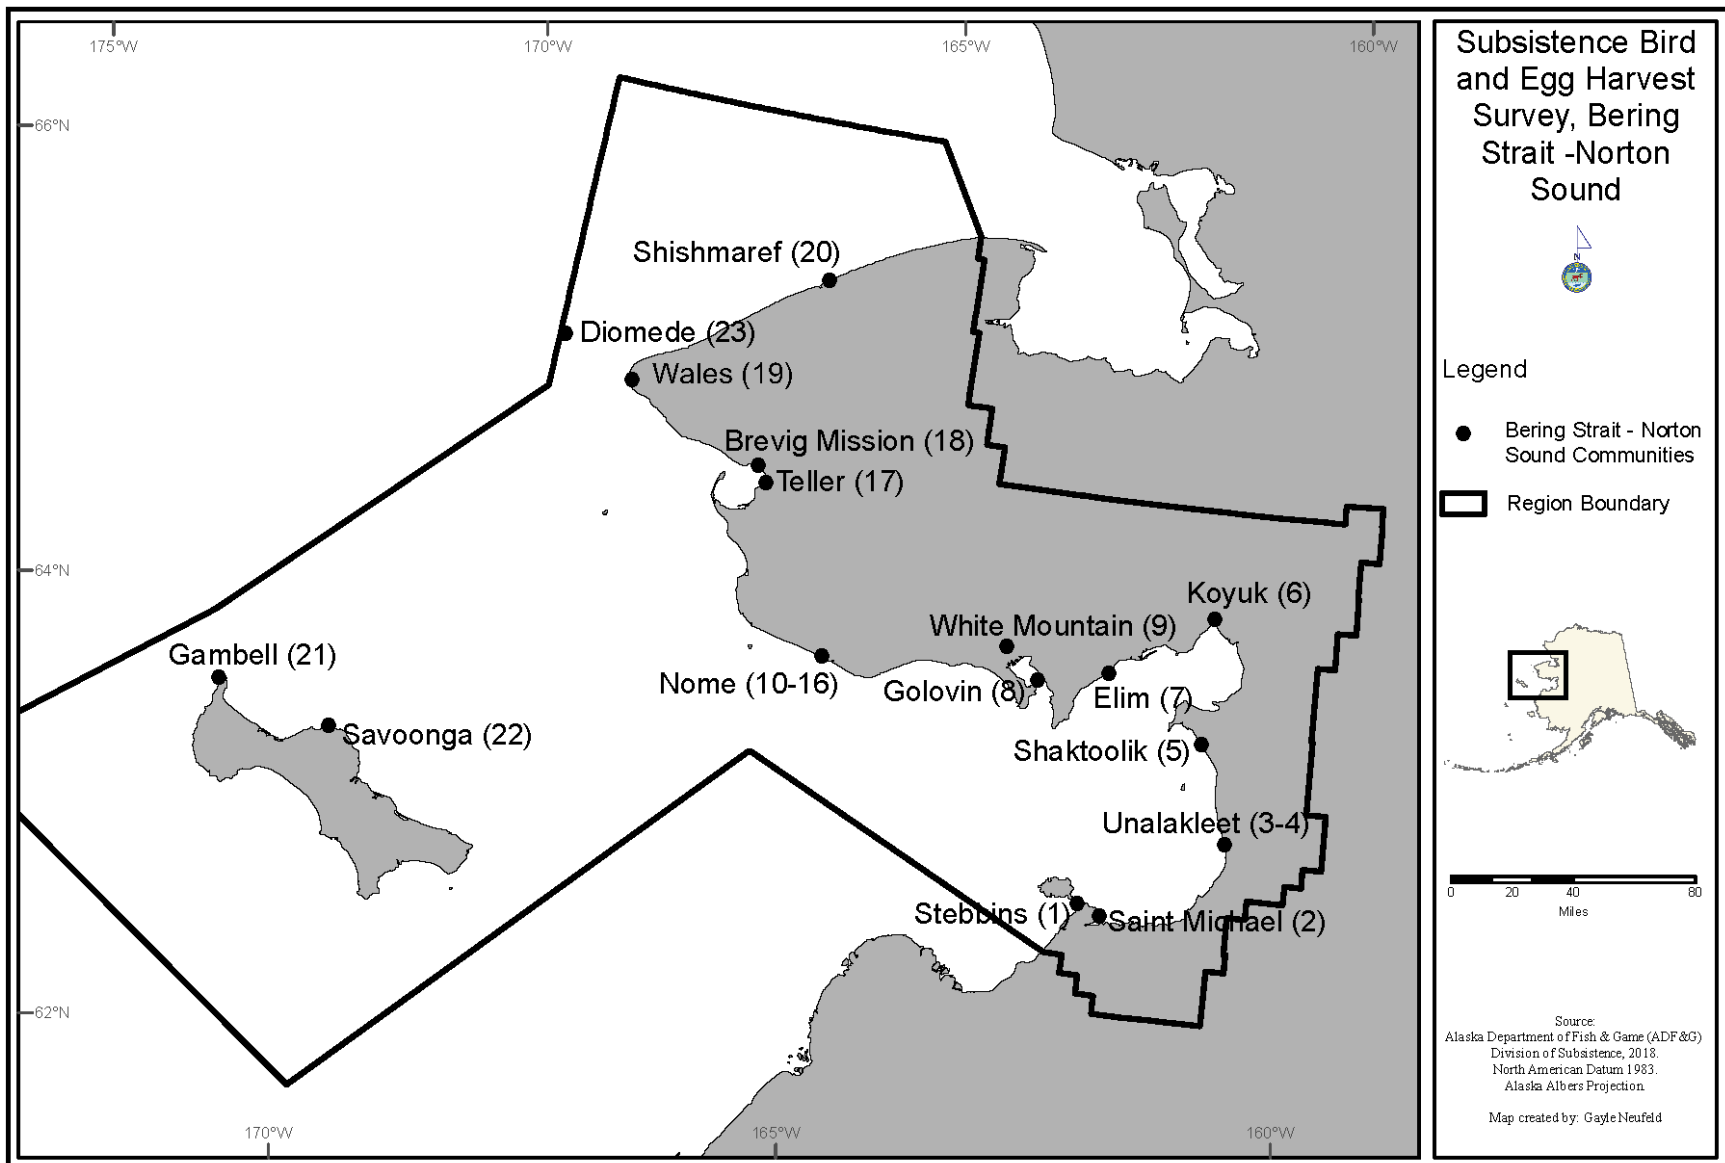 175°W
170°W
165°W
160°W
66°N
64°N
62°N
170°W
165°W
160°W
Shishmaref (20)
Diomede (23)
Wales (19)
Brevig Mission (18)
Teller (17)
Koyuk (6)
White Mountain (9)
Gambell (21)
Nome (10-16)
Golovin (8)
Elim (7)
Savoonga (22)
Shaktoolik (5)
Unalakleet (3-4)
Stebbins (1)
Saint Michael (2)
Subsistence Bird
and Egg Harvest
Survey, Bering
Strait -Norton
Sound
N
Legend
Bering Strait - Norton
Sound Communities
Region Boundary
0 20 40 80
Miles
Source:
Alaska Department of Fish & Game (ADF&G)
Division of Subsistence, 2018.
North American Datum 1983.
Alaska Albers Projection.
Map created by: Gayle Neufeld